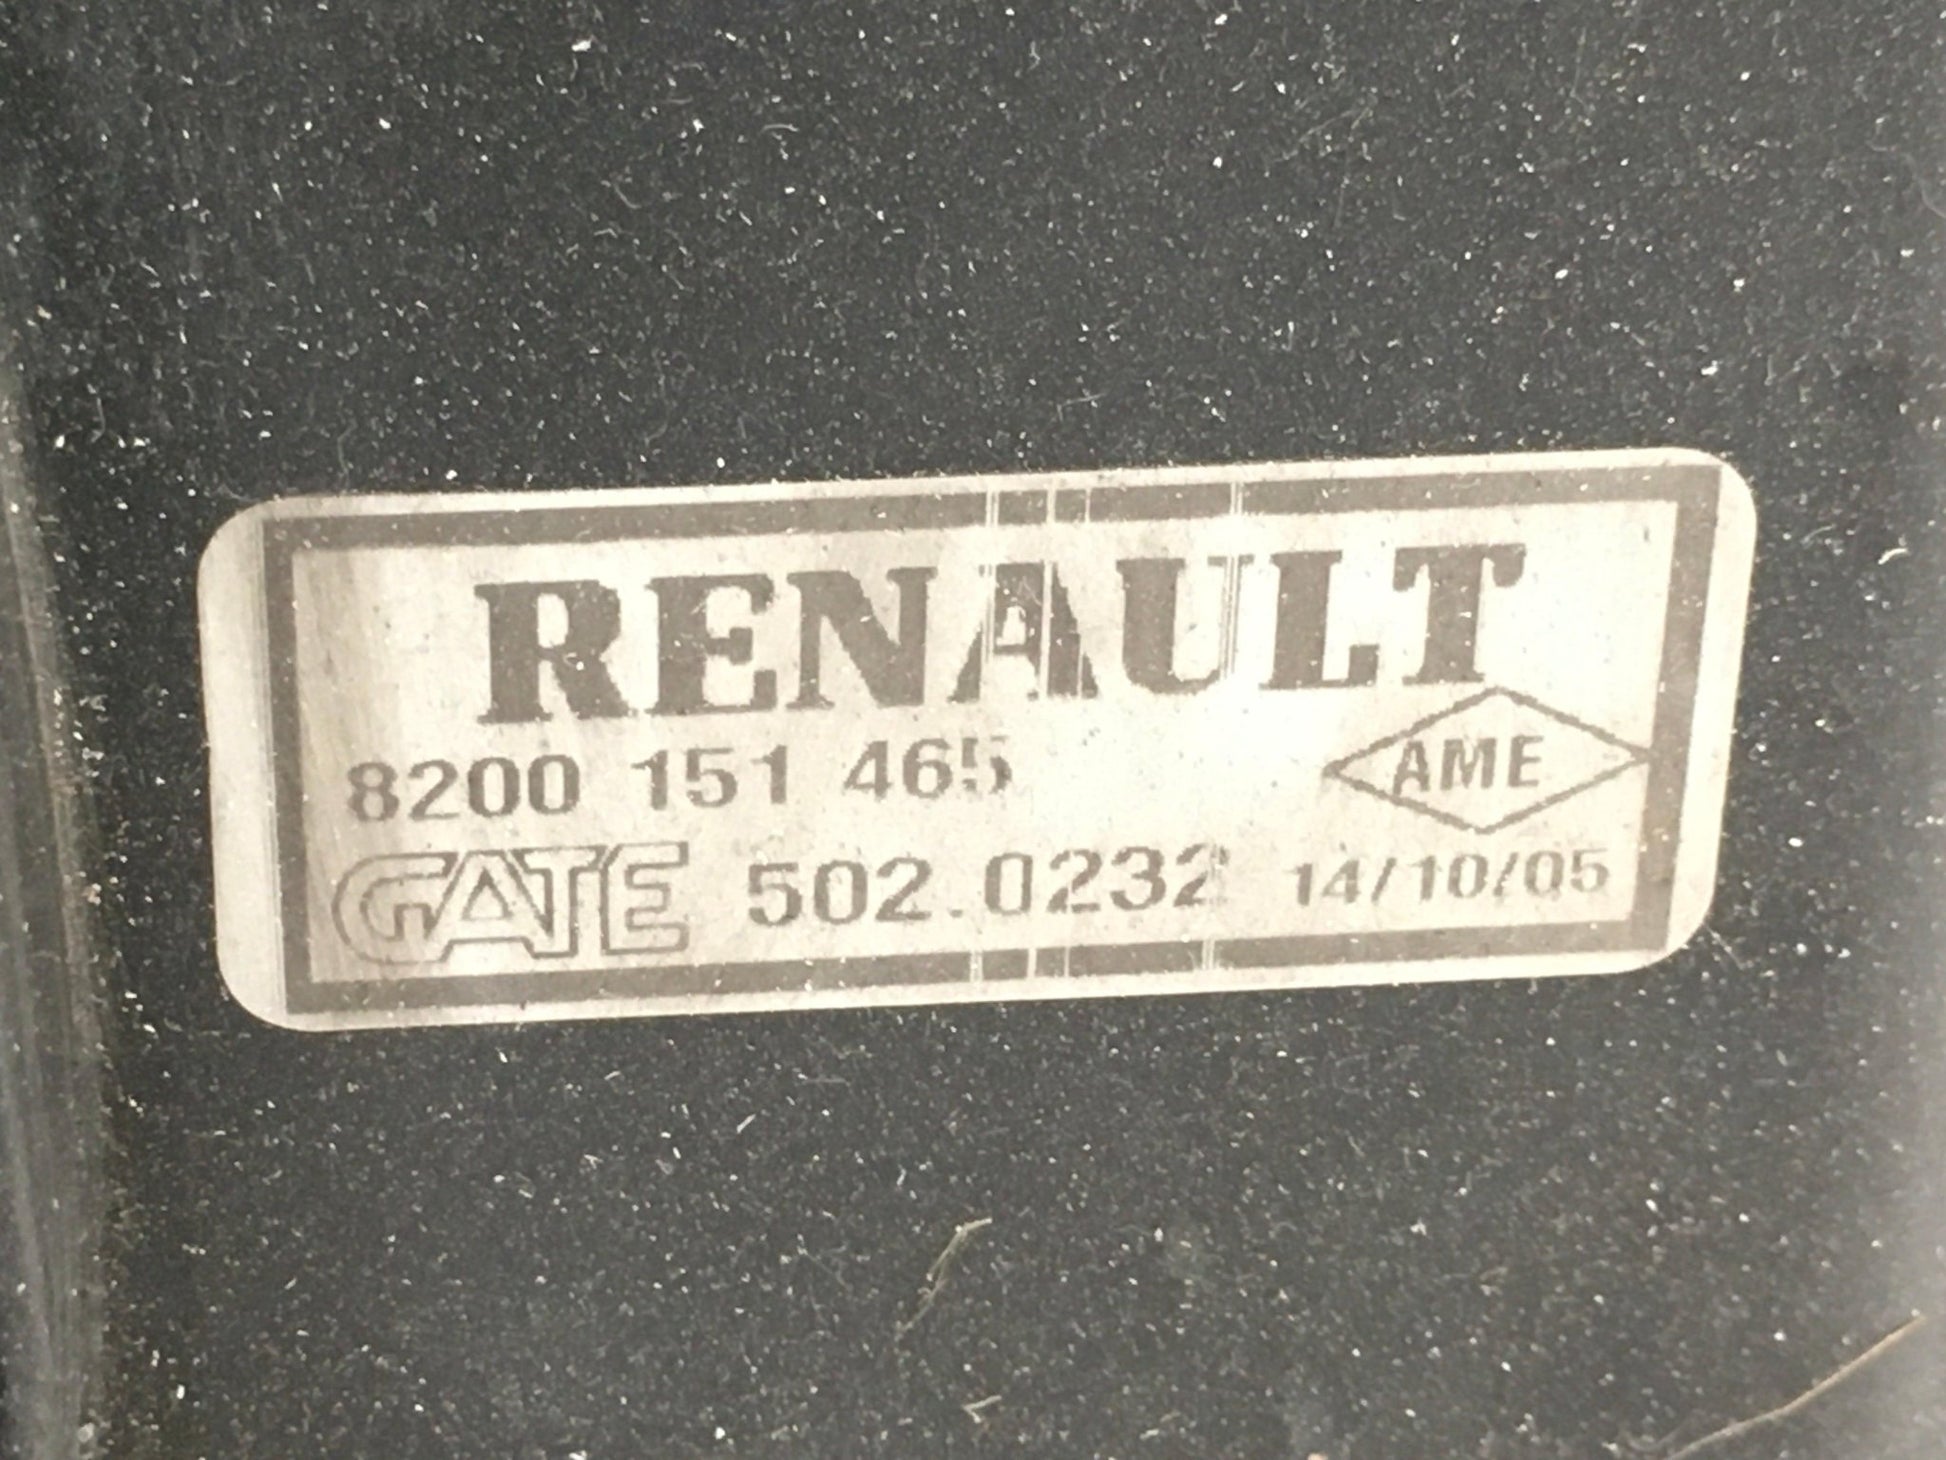 RENAULT
8200 151 465
AME
GATE 502.0232 14/10/05